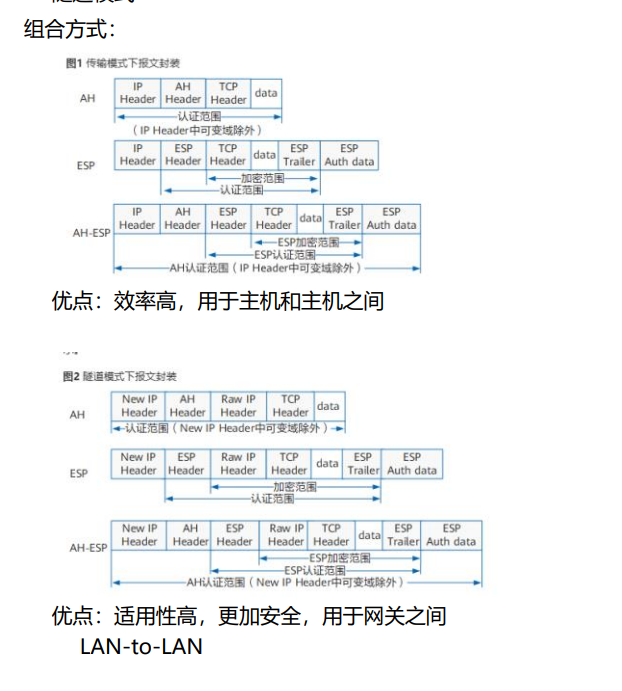 组合方式：
图1 传输模式下报文封装
AH
IP Header
AH Header
TCP Header
data
认证范围
（IP Header中可变域除外）
ESP
IP Header
ESP Header
TCP Header
data
ESP Trailer
ESP Auth data
加密范围
认证范围
AH-ESP
IP Header
AH Header
ESP Header
TCP Header
data
ESP Trailer
ESP Auth data
ESP加密范围
ESP认证范围
AH认证范围（IP Header中可变域除外）
优点：效率高，用于主机和主机之间
图2 隧道模式下报文封装
AH
New IP Header
AH Header
Raw IP Header
TCP Header
data
认证范围（New IP Header中可变域除外）
ESP
New IP Header
ESP Header
Raw IP Header
TCP Header
data
ESP Trailer
ESP Auth data
加密范围
认证范围
AH-ESP
New IP Header
AH Header
ESP Header
Raw IP Header
TCP Header
data
ESP Trailer
ESP Auth data
ESP加密范围
ESP认证范围
AH认证范围（New IP Header中可变域除外）
优点：适用性高，更加安全，用于网关之间
LAN-to-LAN